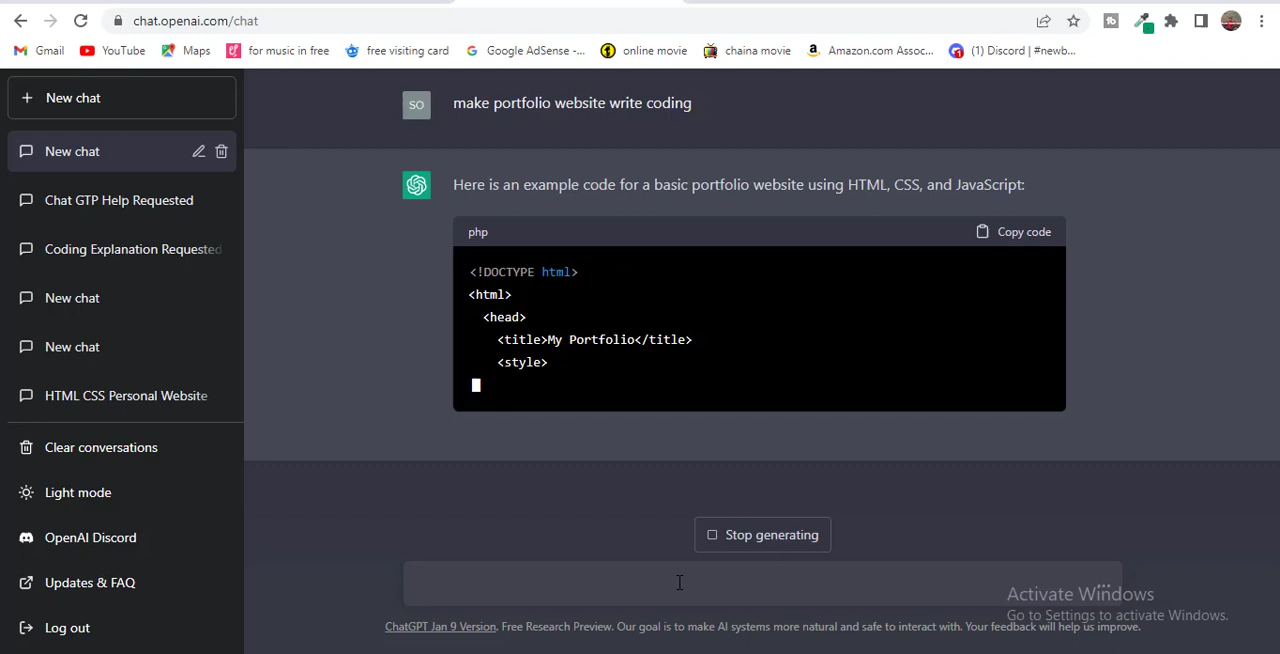 chat.openai.com/chat
Gmail YouTube Maps for music in free free visiting card Google AdSense -... online movie chaina movie Amazon.com Assoc... (1) Discord | #newb...
New chat
New chat
Chat GTP Help Requested
Coding Explanation Requested
New chat
New chat
HTML CSS Personal Website
Clear conversations
Light mode
OpenAI Discord
Updates & FAQ
Log out
SO make portfolio website write coding
Here is an example code for a basic portfolio website using HTML, CSS, and JavaScript:
php Copy code
<!DOCTYPE html>
<html>
<head>
<title>My Portfolio</title>
<style>
Stop generating
Activate Windows
Go to Settings to activate Windows.
ChatGPT Jan 9 Version. Free Research Preview. Our goal is to make AI systems more natural and safe to interact with. Your feedback will help us improve.